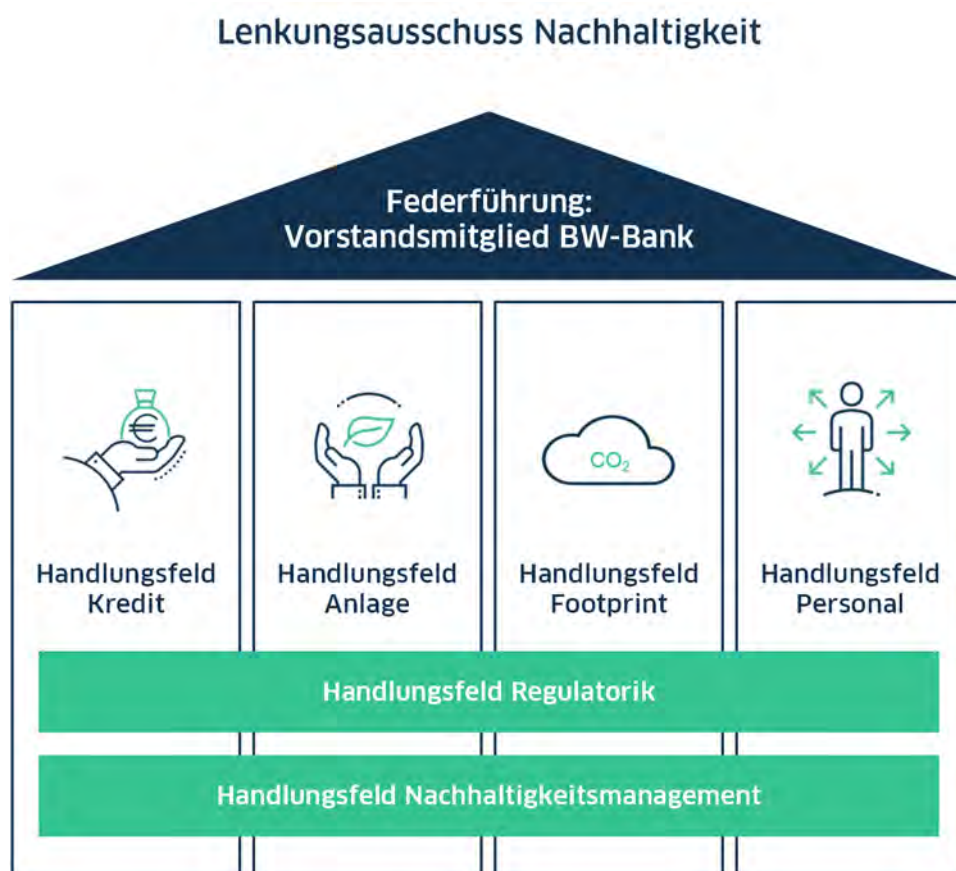 Lenkungsausschuss Nachhaltigkeit
Federführung:
Vorstandsmitglied BW-Bank
€
CO₂
Handlungsfeld
Kredit
Handlungsfeld
Anlage
Handlungsfeld
Footprint
Handlungsfeld
Personal
Handlungsfeld Regulatorik
Handlungsfeld Nachhaltigkeitsmanagement